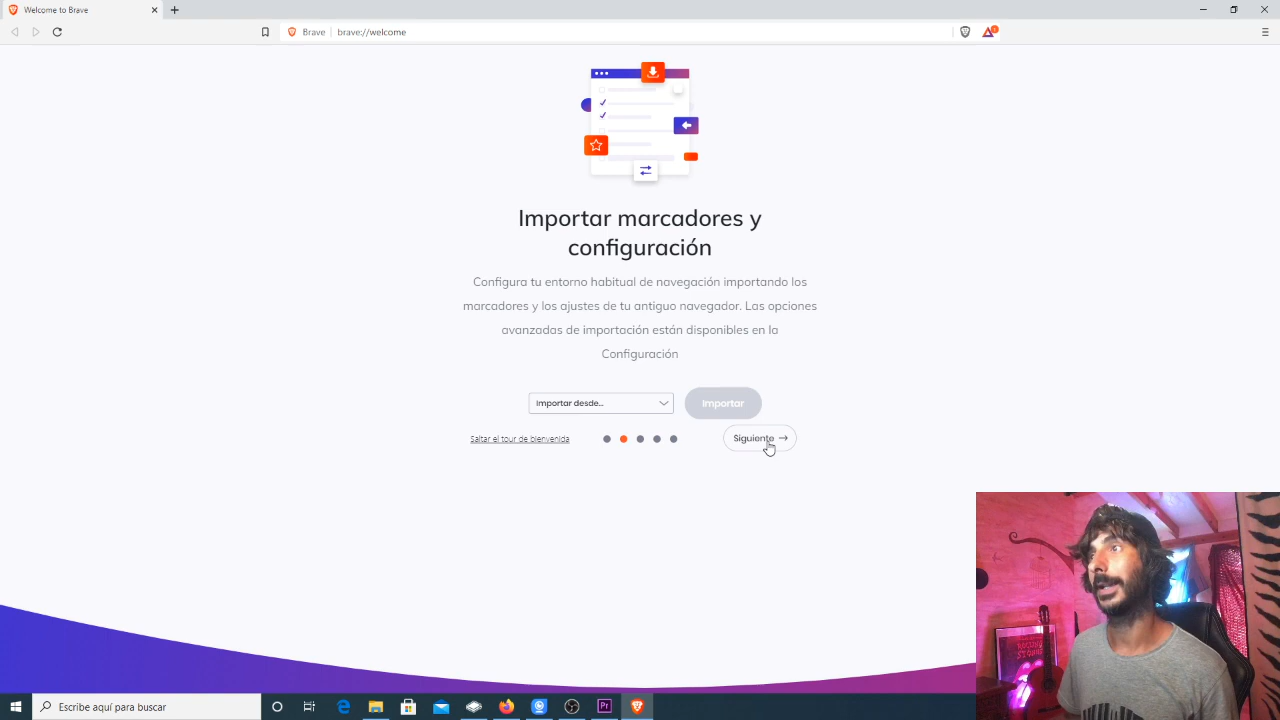 Welcome to Brave
Brave
brave://welcome
1
Importar marcadores y
configuración
Configura tu entorno habitual de navegación importando los
marcadores y los ajustes de tu antiguo navegador. Las opciones
avanzadas de importación están disponibles en la
Configuración
Importar desde...
Importar
Saltar el tour de bienvenida
Siguiente
Escribe aquí para buscar
Pr